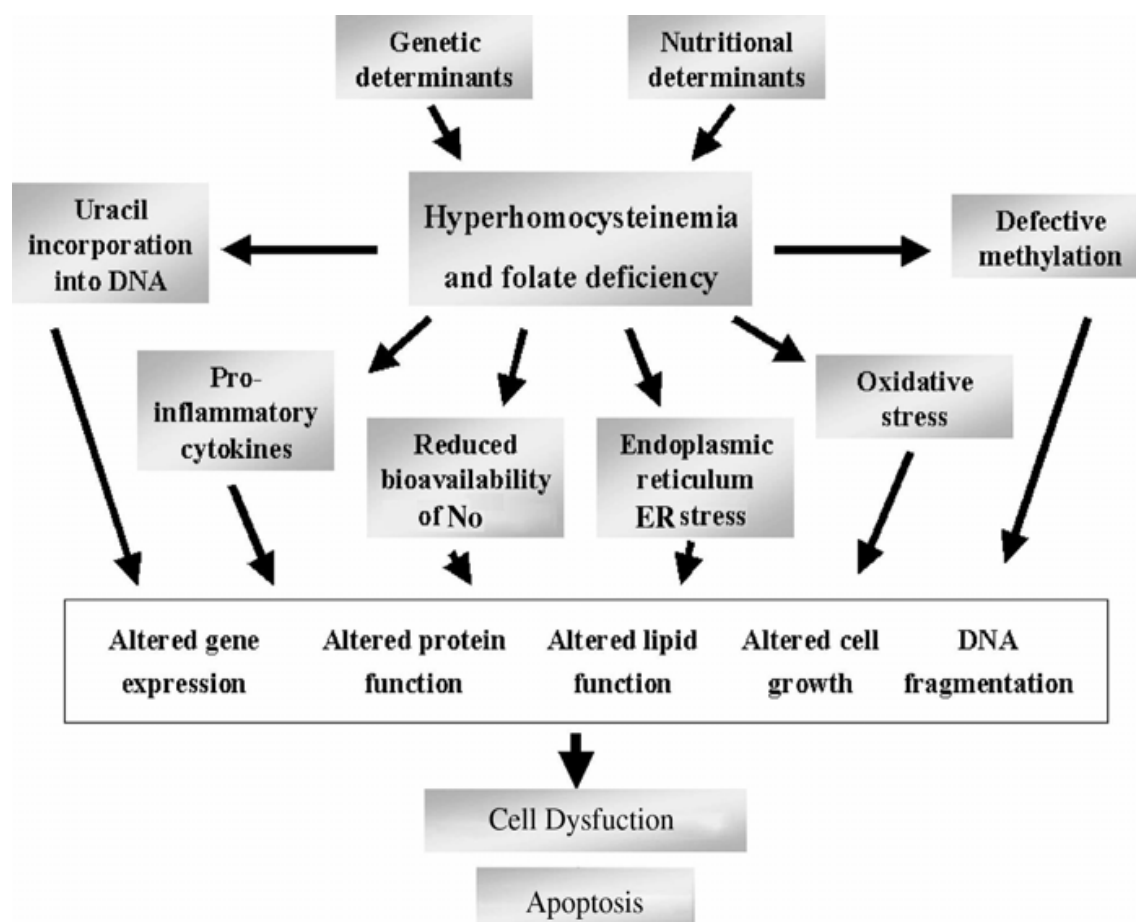 Genetic
determinants
Nutritional
determinants
Hyperhomocysteinemia
and folate deficiency
Uracil
incorporation
into DNA
Defective
methylation
Pro-
inflammatory
cytokines
Reduced
bioavailability
of No
Endoplasmic
reticulum
ER stress
Oxidative
stress
Altered gene
expression
Altered protein
function
Altered lipid
function
Altered cell
growth
DNA
fragmentation
Cell Dysfuction
Apoptosis